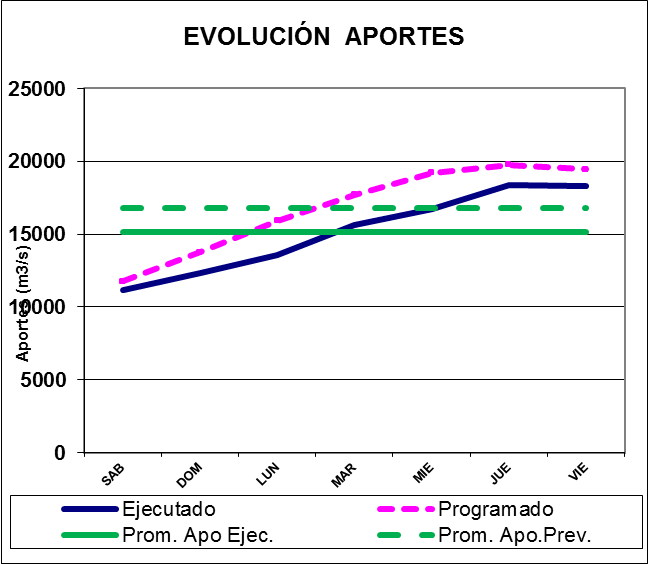 EVOLUCIÓN APORTES
25000
20000
15000
10000
5000
0
Aportes (m3/s)
SAB DOM LUN MAR MIE JUE VIE
Ejecutado Programado
Prom. Apo Ejec. Prom. Apo.Prev.